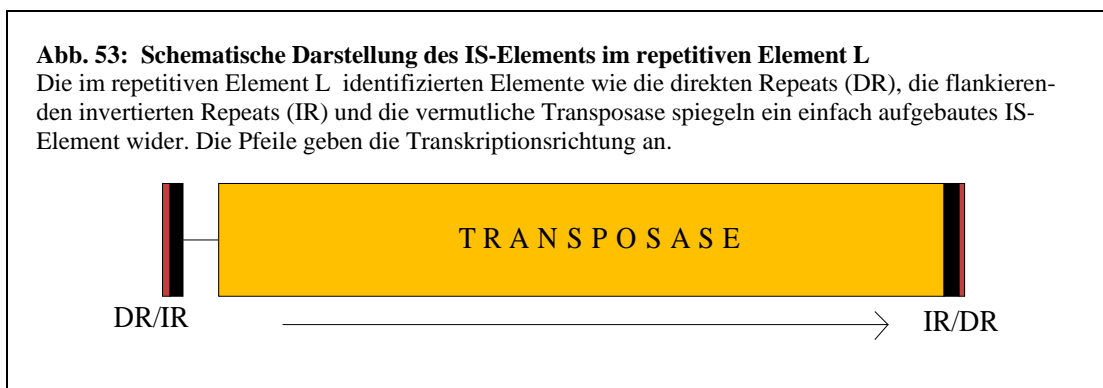 Abb. 53: Schematische Darstellung des IS-Elements im repetitiven Element L
Die im repetitiven Element L identifizierten Elemente wie die direkten Repeats (DR), die flankieren-
den invertierten Repeats (IR) und die vermutliche Transposase spiegeln ein einfach aufgebautes IS-
Element wider. Die Pfeile geben die Transkriptionsrichtung an.
T R A N S P O S A S E
DR/IR
IR/DR